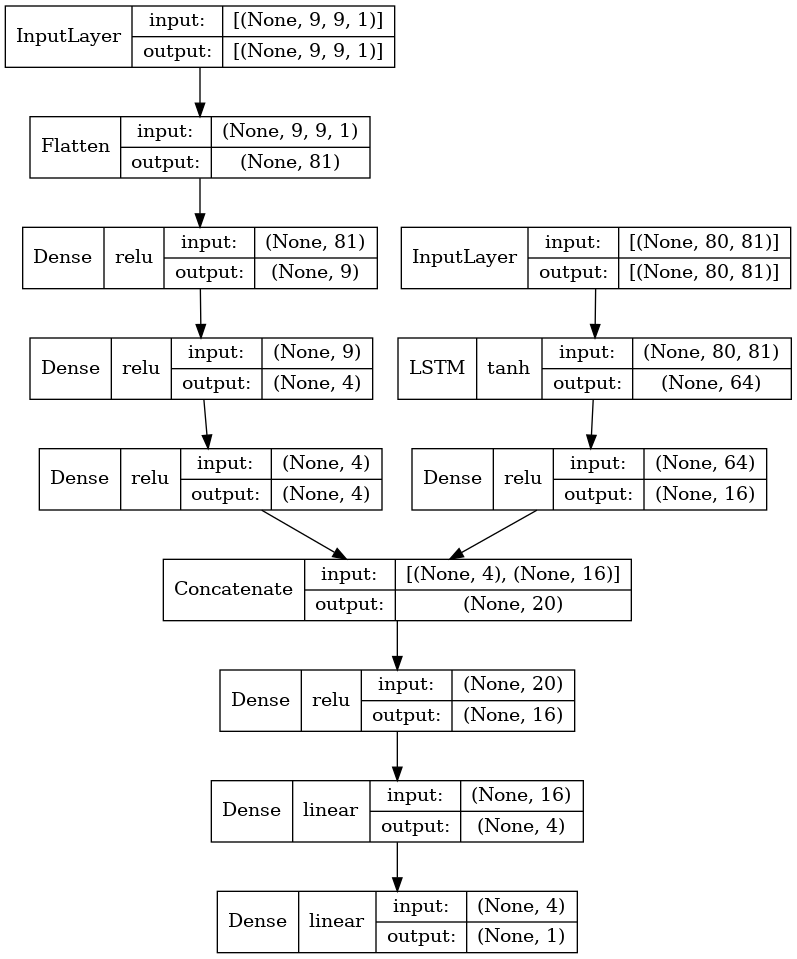 InputLayer input: [(None, 9, 9, 1)]
output: [(None, 9, 9, 1)]
Flatten input: (None, 9, 9, 1)
output: (None, 81)
Dense relu input: (None, 81)
output: (None, 9)
InputLayer input: [(None, 80, 81)]
output: [(None, 80, 81)]
Dense relu input: (None, 9)
output: (None, 4)
LSTM tanh input: (None, 80, 81)
output: (None, 64)
Dense relu input: (None, 4)
output: (None, 4)
Dense relu input: (None, 64)
output: (None, 16)
Concatenate input: [(None, 4), (None, 16)]
output: (None, 20)
Dense relu input: (None, 20)
output: (None, 16)
Dense linear input: (None, 16)
output: (None, 4)
Dense linear input: (None, 4)
output: (None, 1)